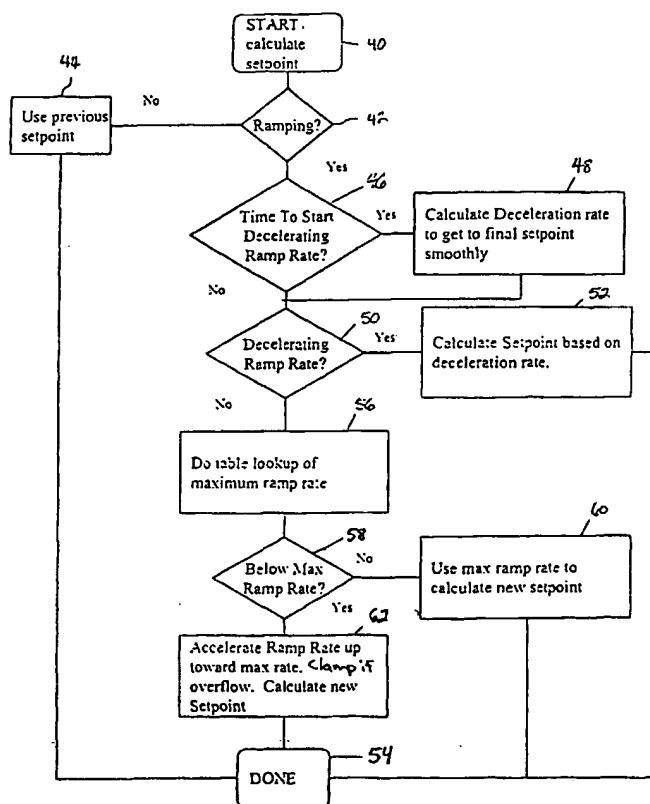 START.
calculate
setpoint
40
44
No
Use previous
setpoint
Ramping?
42
Yes
46
Time To Start
Decelerating
Ramp Rate?
Yes
48
Calculate Deceleration rate
to get to final setpoint
smoothly
No
50
52
Decelerating
Ramp Rate?
Yes
Calculate Setpoint based on
deceleration rate.
No
56
Do table lookup of
maximum ramp rate
58
60
Below Max
Ramp Rate?
No
Use max ramp rate to
calculate new setpoint
Yes
62
Accelerate Ramp Rate up
toward max rate. Clamp if
overflow. Calculate new
Setpoint
54
DONE